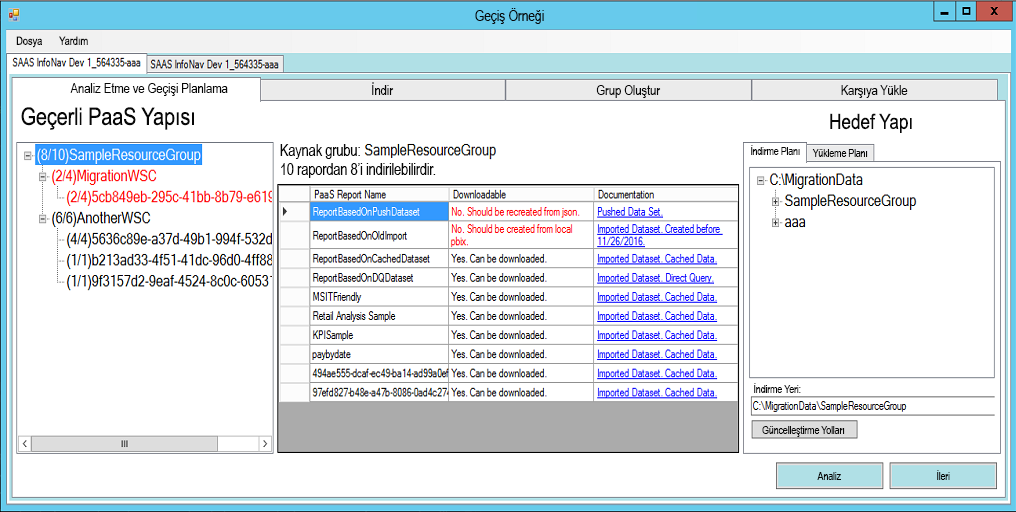 Geçiş Örneği
Dosya Yardım
SAAS InfoNav Dev 1_564335-aaa SAAS InfoNav Dev 1_564335-aaa
Analiz Etme ve Geçişi Planlama İndir Grup Oluştur Karşıya Yükle
Geçerli PaaS Yapısı
(8/10)SampleResourceGroup
(2/4)MigrationWSC
(2/4)5cb849eb-295c-41bb-8b79-e619
(6/6)AnotherWSC
(4/4)5636c89e-a37d-49b1-994f-532d
(1/1)b213ad33-4f51-41dc-96d0-4ff88
(1/1)9f3157d2-9eaf-4524-8c0c-60537
Kaynak grubu: SampleResourceGroup
10 rapordan 8'i indirilebilirdir.
PaaS Report Name Downloadable Documentation
ReportBasedOnPushDataset No. Should be recreated from json. Pushed Data Set.
ReportBasedOnOldImport No. Should be created from local pbix. Imported Dataset. Created before 11/26/2016.
ReportBasedOnCachedDataset Yes. Can be downloaded. Imported Dataset. Cached Data.
ReportBasedOnDQDataset Yes. Can be downloaded. Imported Dataset. Direct Query.
MSITFriendly Yes. Can be downloaded. Imported Dataset. Cached Data.
Retail Analysis Sample Yes. Can be downloaded. Imported Dataset. Cached Data.
KPISample Yes. Can be downloaded. Imported Dataset. Cached Data.
paybydate Yes. Can be downloaded. Imported Dataset. Cached Data.
494ae555-dcaf-ec49-ba14-ad99a0ef Yes. Can be downloaded. Imported Dataset. Cached Data.
97efd827-b48e-a47b-8086-0ad4c27 Yes. Can be downloaded. Imported Dataset. Cached Data.
Hedef Yapı
İndirme Planı Yükleme Planı
C:\MigrationData
SampleResourceGroup
aaa
İndirme Yeri:
C:\MigrationData\SampleResourceGroup
Güncelleştirme Yolları
Analiz İleri